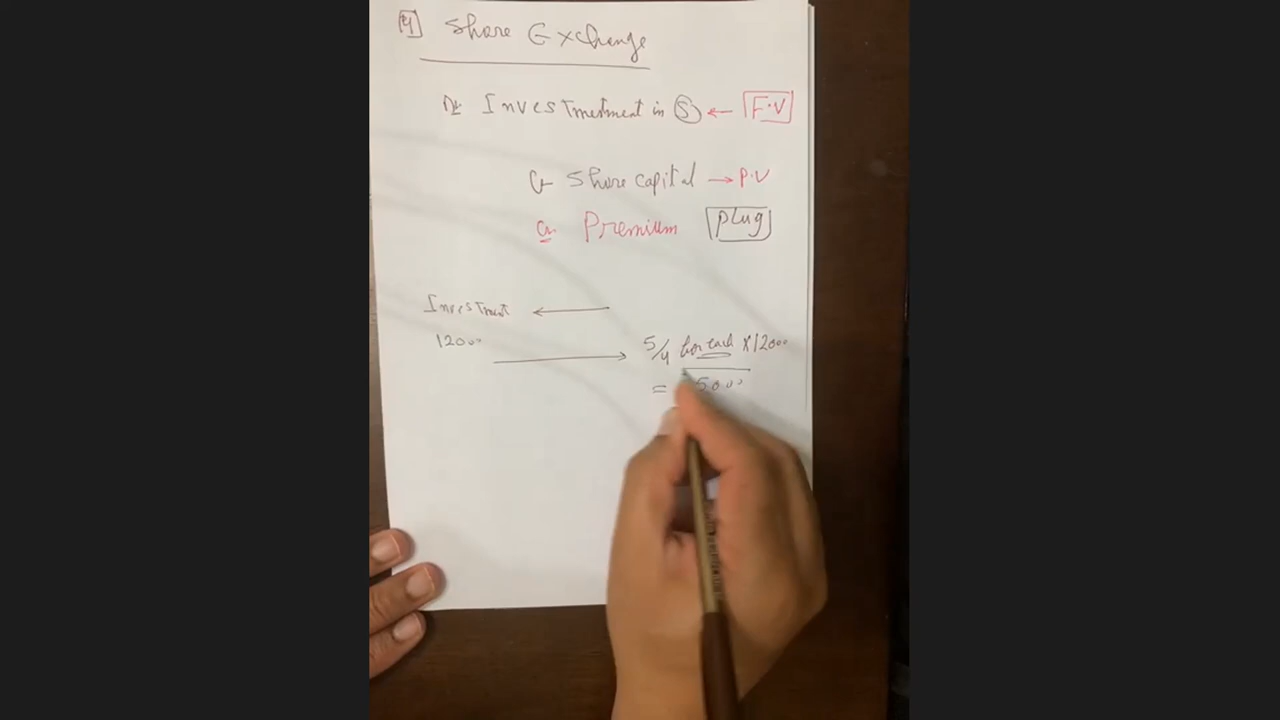 4 Share Exchange
Dr Investment in S ← F.V
Cr Share capital → P.V
Cr Premium plug
Investment ←
12000 → 5/4 for each × 12000
= 5000